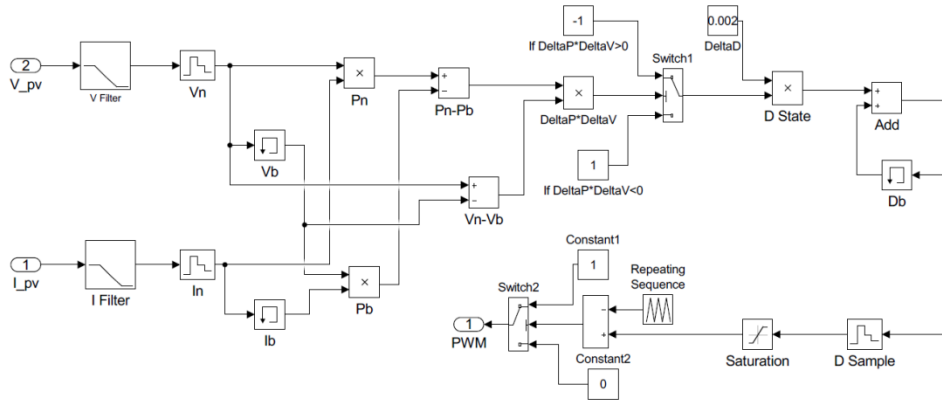 -1
If DeltaP*DeltaV>0
0.002
DeltaD
Switch1
2
V_pv
V Filter
Vn
×
Pn
+
−
Pn-Pb
×
DeltaP*DeltaV
×
D State
+
+
Add
Vb
1
If DeltaP*DeltaV<0
+
−
Vn-Vb
Db
1
I_pv
I Filter
In
Ib
×
Pb
Constant1
1
Repeating
Sequence
Switch2
1
PWM
−
+
Constant2
0
Saturation
D Sample